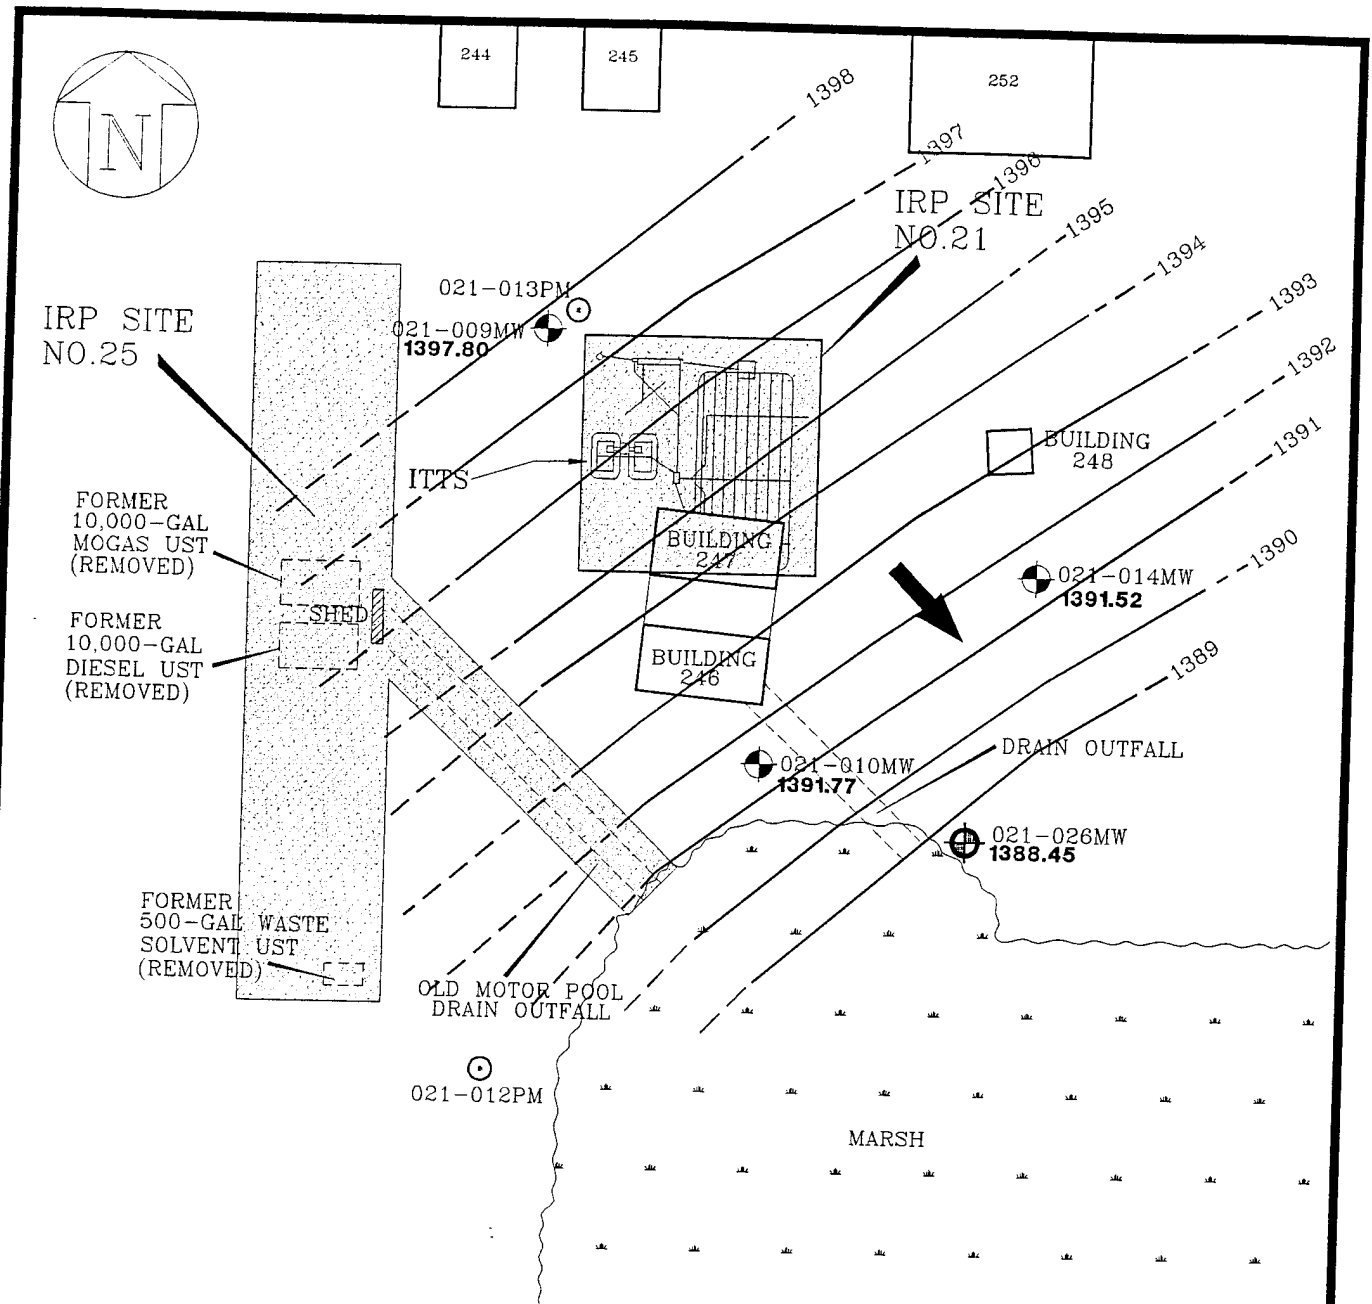 244
245
252
1398
1397
1396
N
IRP SITE
NO.21
1395
1394
021-013PM
1393
IRP SITE
NO.25
021-009MW
1397.80
1392
1391
BUILDING
248
ITTS
FORMER
10,000-GAL
MOGAS UST
(REMOVED)
BUILDING
247
1390
021-014MW
1391.52
SHED
FORMER
10,000-GAL
DIESEL UST
(REMOVED)
BUILDING
246
1389
DRAIN OUTFALL
021-010MW
1391.77
021-026MW
1388.45
FORMER
500-GAL WASTE
SOLVENT UST
(REMOVED)
OLD MOTOR POOL
DRAIN OUTFALL
021-012PM
MARSH